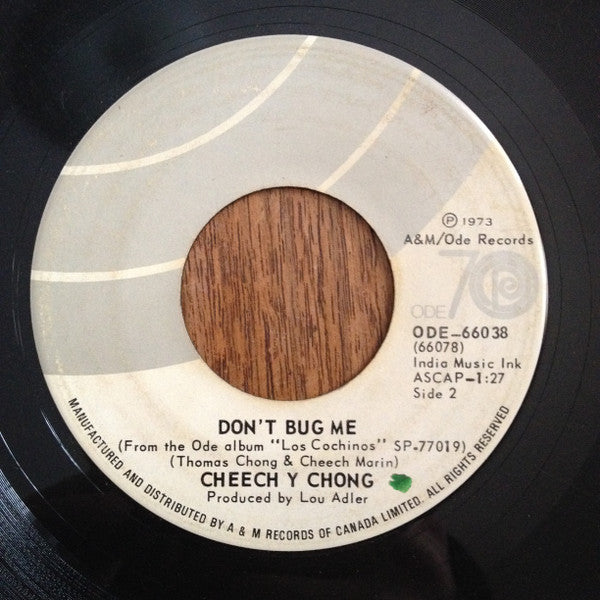 ℗ 1973
A&M/Ode Records
ODE 70
ODE-66038
(66078)
India Music Ink
ASCAP-1:27
Side 2
DON'T BUG ME
(From the Ode album "Los Cochinos" SP-77019)
(Thomas Chong & Cheech Marin)
CHEECH Y CHONG
Produced by Lou Adler
MANUFACTURED AND DISTRIBUTED BY A & M RECORDS OF CANADA LIMITED. ALL RIGHTS RESERVED